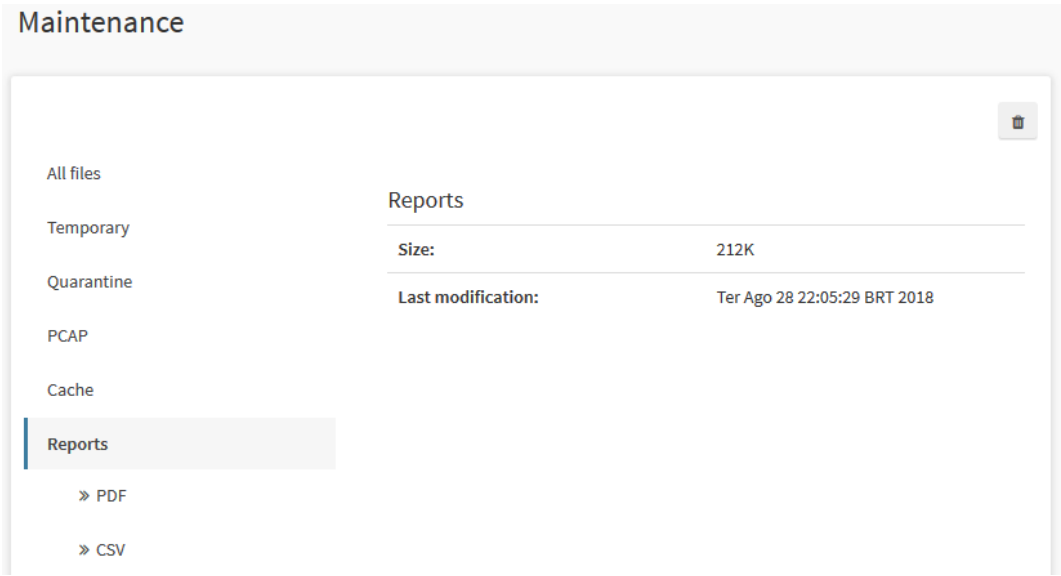 Maintenance
All files
Temporary
Quarantine
PCAP
Cache
Reports
» PDF
» CSV
Reports
Size: 212K
Last modification: Ter Ago 28 22:05:29 BRT 2018